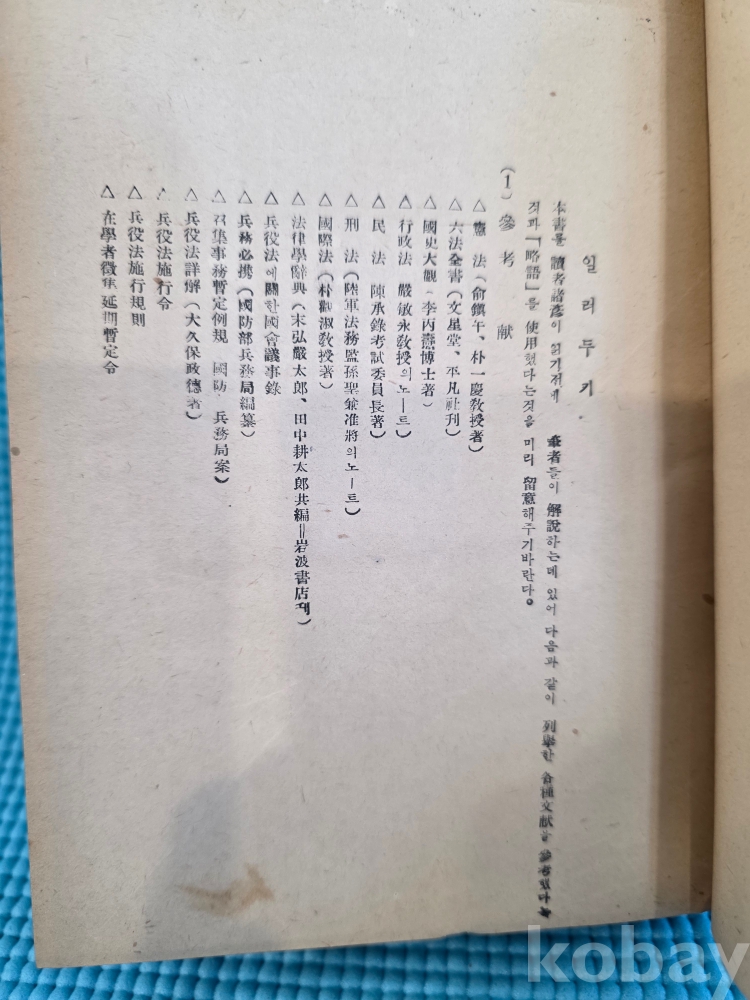 일러두기
本書를 讀者諸彦이 읽기전에 筆者들이 解說하는데 있어 다음과 같이 列擧한 各種文献을 參考했다는
것과「略語」를 使用했다는것을 미리 留意해주기바란다。
(1) 參考献
△ 憲法(兪鎭午、朴一慶敎授著)
△ 六法全書(文星堂、平凡社刊)
△ 國史大觀(李丙燾博士著)
△ 行政法(嚴敏永敎授의노ー트)
△ 民法(陳承錄考試委員長著)
△ 刑法(陸軍法務監孫聖兼准將의노ー트)
△ 國際法(朴觀淑敎授著)
△ 法律學辭典(末弘嚴太郎、田中耕太郎共編=岩波書店刊)
△ 兵役法에關한國會議事錄
△ 兵務必携(國防部兵務局編纂)
△ 召集事務暫定例規 國防 兵務局案)
△ 兵役法詳解(大久保政德著)
△ 兵役法施行令
△ 兵役法施行規則
△ 在學者徵集延期暫定令
kobay